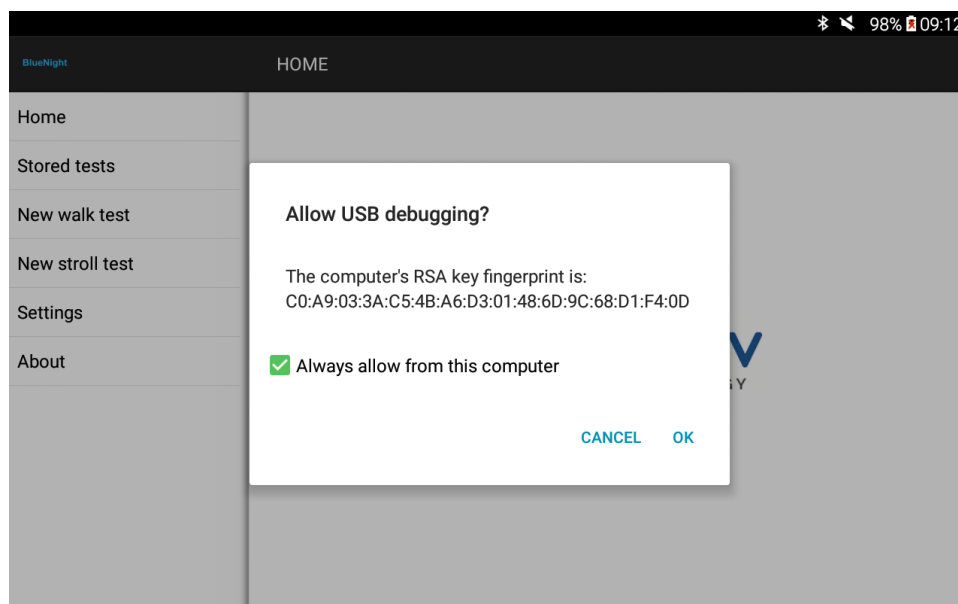 98% 09:12
BlueNight
HOME
Home
Stored tests
New walk test
New stroll test
Settings
About
Allow USB debugging?
The computer's RSA key fingerprint is:
C0:A9:03:3A:C5:4B:A6:D3:01:48:6D:9C:68:D1:F4:0D
Always allow from this computer
CANCEL OK
V
GY